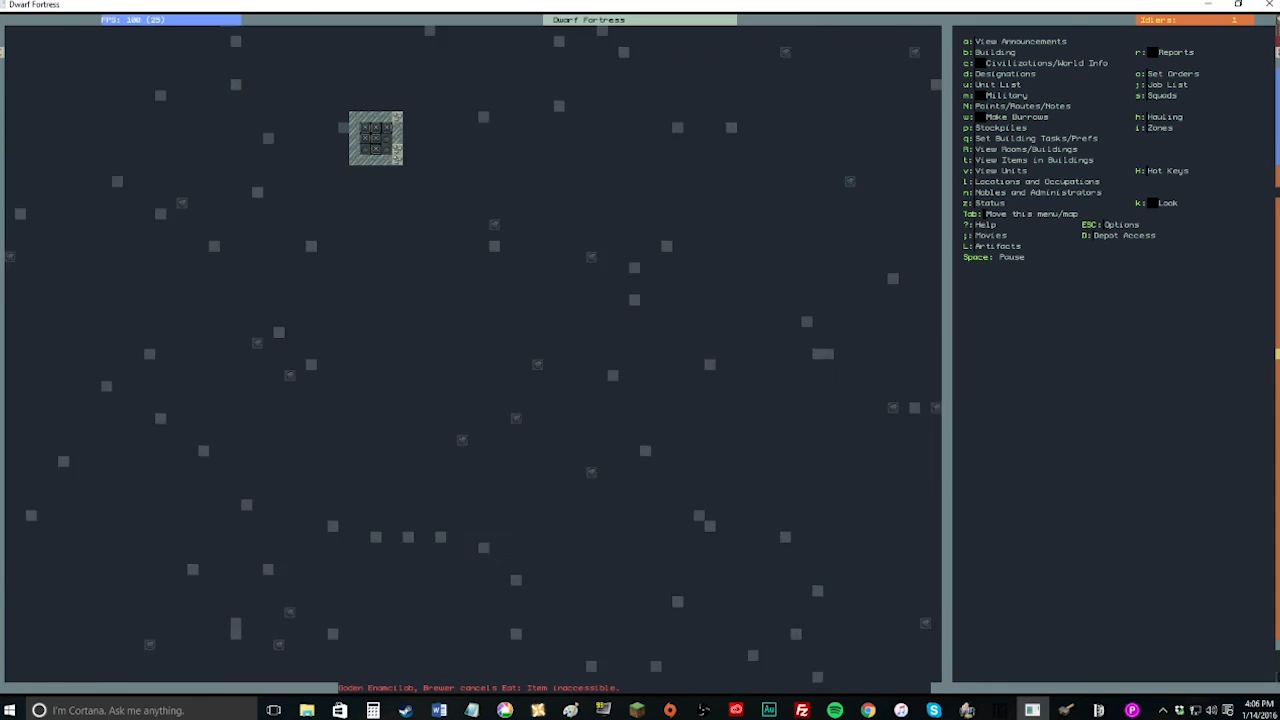 Dwarf Fortress
FPS: 100 (25)
Dwarf Fortress
Idlers: 1
a: View Announcements
b: Building
r: Reports
c: Civilizations/World Info
d: Designations
o: Set Orders
u: Unit List
j: Job List
m: Military
s: Squads
N: Points/Routes/Notes
w: Make Burrows
h: Hauling
p: Stockpiles
i: Zones
q: Set Building Tasks/Prefs
R: View Rooms/Buildings
t: View Items in Buildings
v: View Units
H: Hot Keys
l: Locations and Occupations
n: Nobles and Administrators
z: Status
k: Look
Tab: Move this menu/map
?: Help
ESC: Options
;: Movies
D: Depot Access
L: Artifacts
Space: Pause
Brewer cancels Eat: Item inaccessible.
I'm Cortana. Ask me anything.
4:06 PM
1/14/2016